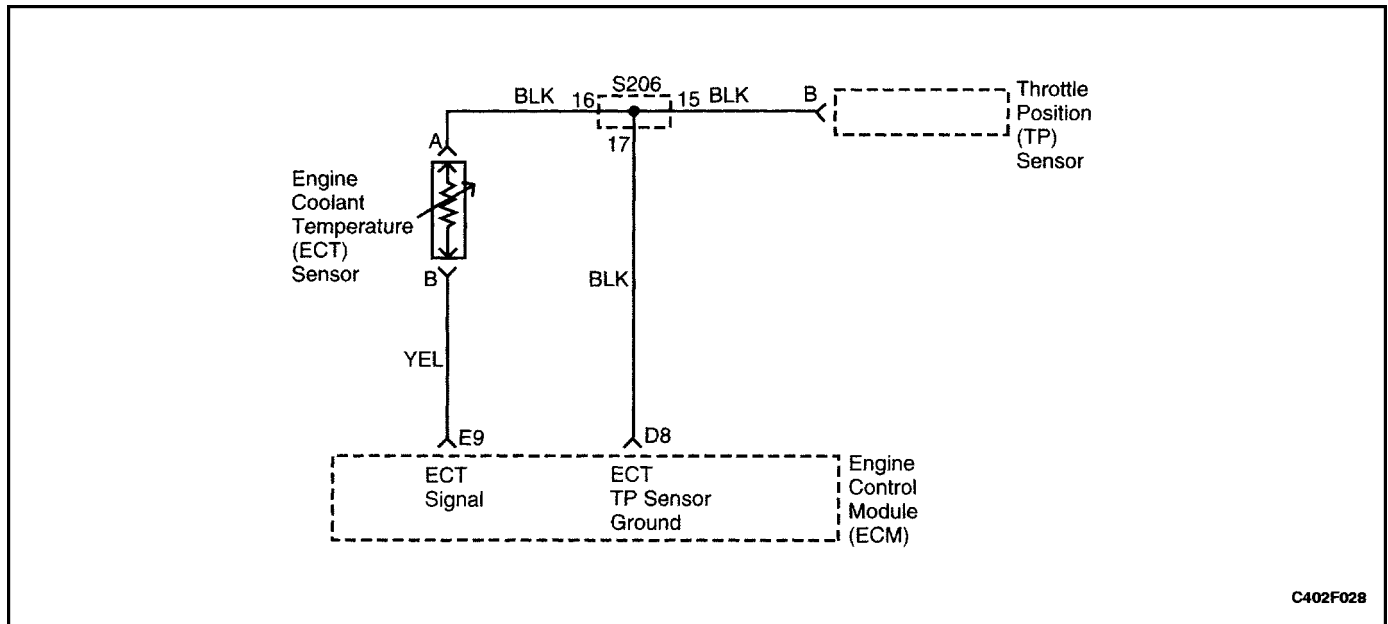 S206
BLK 16 15 BLK B
17
Throttle
Position
(TP)
Sensor
A
Engine
Coolant
Temperature
(ECT)
Sensor
B
BLK
YEL
E9
D8
ECT
Signal
ECT
TP Sensor
Ground
Engine
Control
Module
(ECM)
C402F028